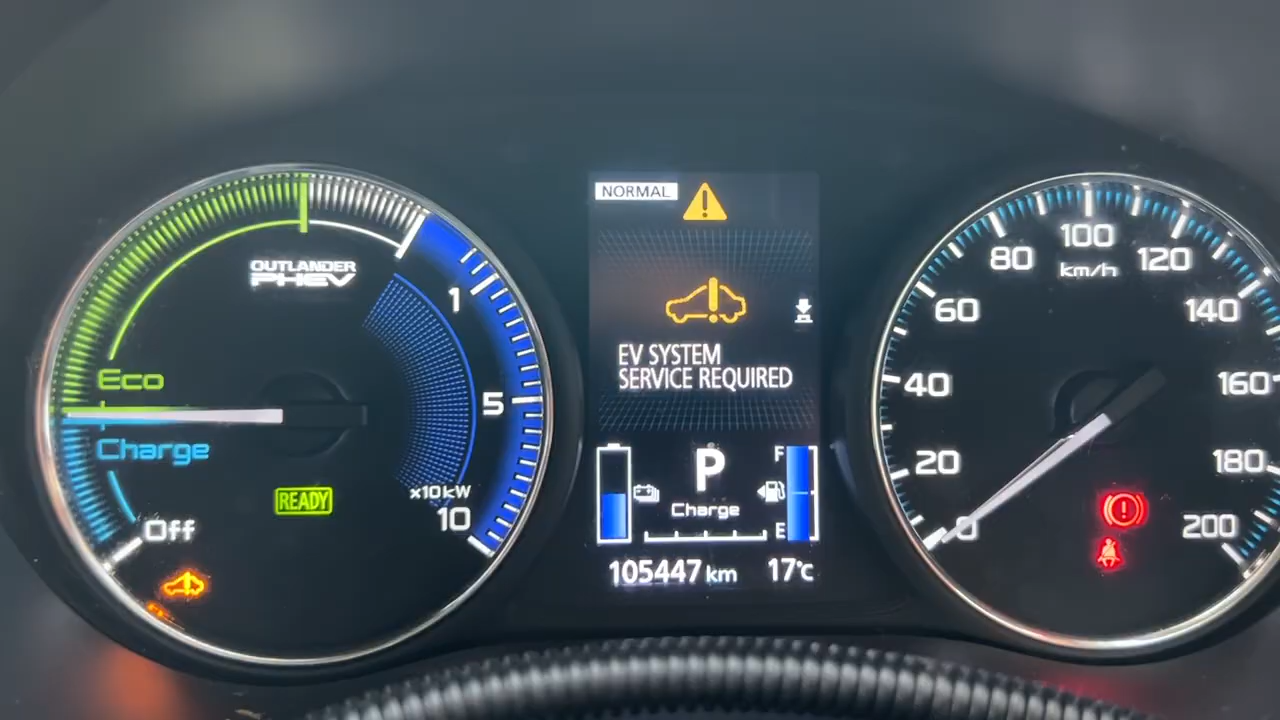 OUTLANDER
PHEV
Eco
Charge
Off
READY
1
5
x10kW
10
NORMAL
EV SYSTEM
SERVICE REQUIRED
P
Charge
F
E
105447 km
17°C
0
20
40
60
80
100
km/h
120
140
160
180
200